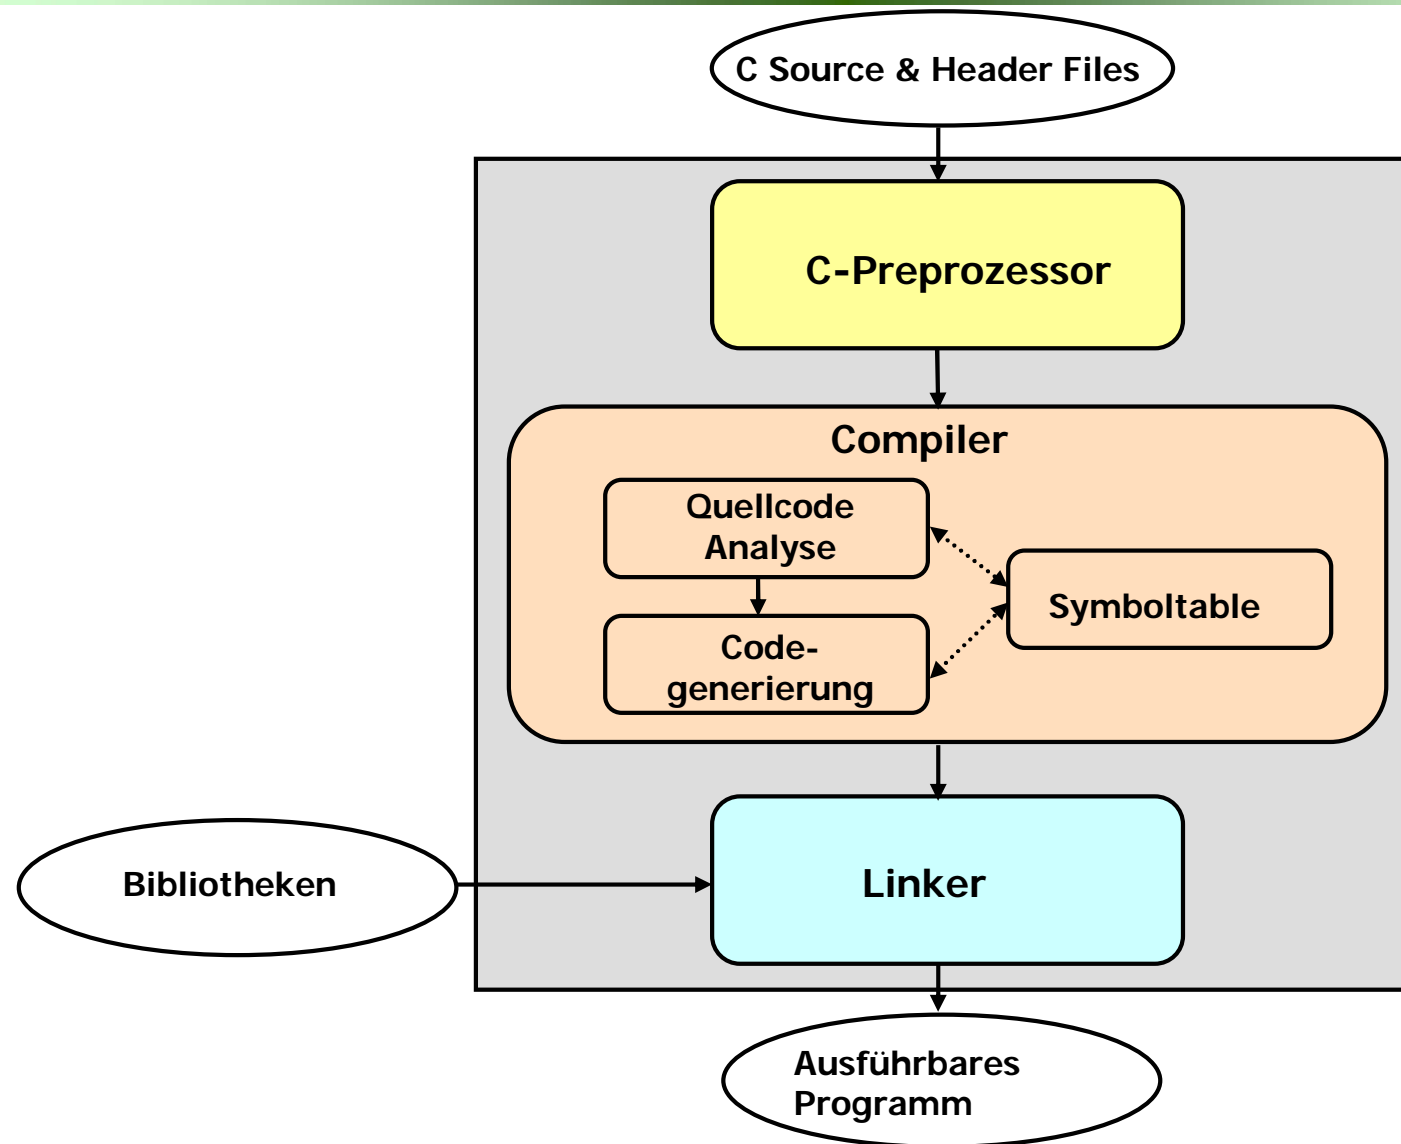 C Source & Header Files
C-Preprozessor
Compiler
Quellcode
Analyse
Symboltable
Code-
generierung
Bibliotheken
Linker
Ausführbares
Programm